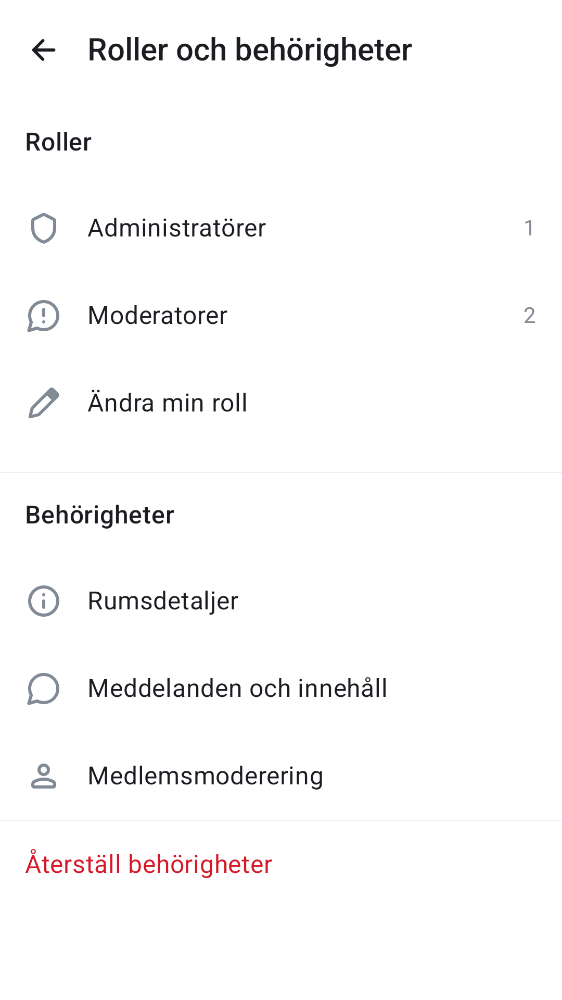 Roller och behörigheter
Roller
Administratörer 1
Moderatorer 2
Ändra min roll
Behörigheter
Rumsdetaljer
Meddelanden och innehåll
Medlemsmoderering
Återställ behörigheter